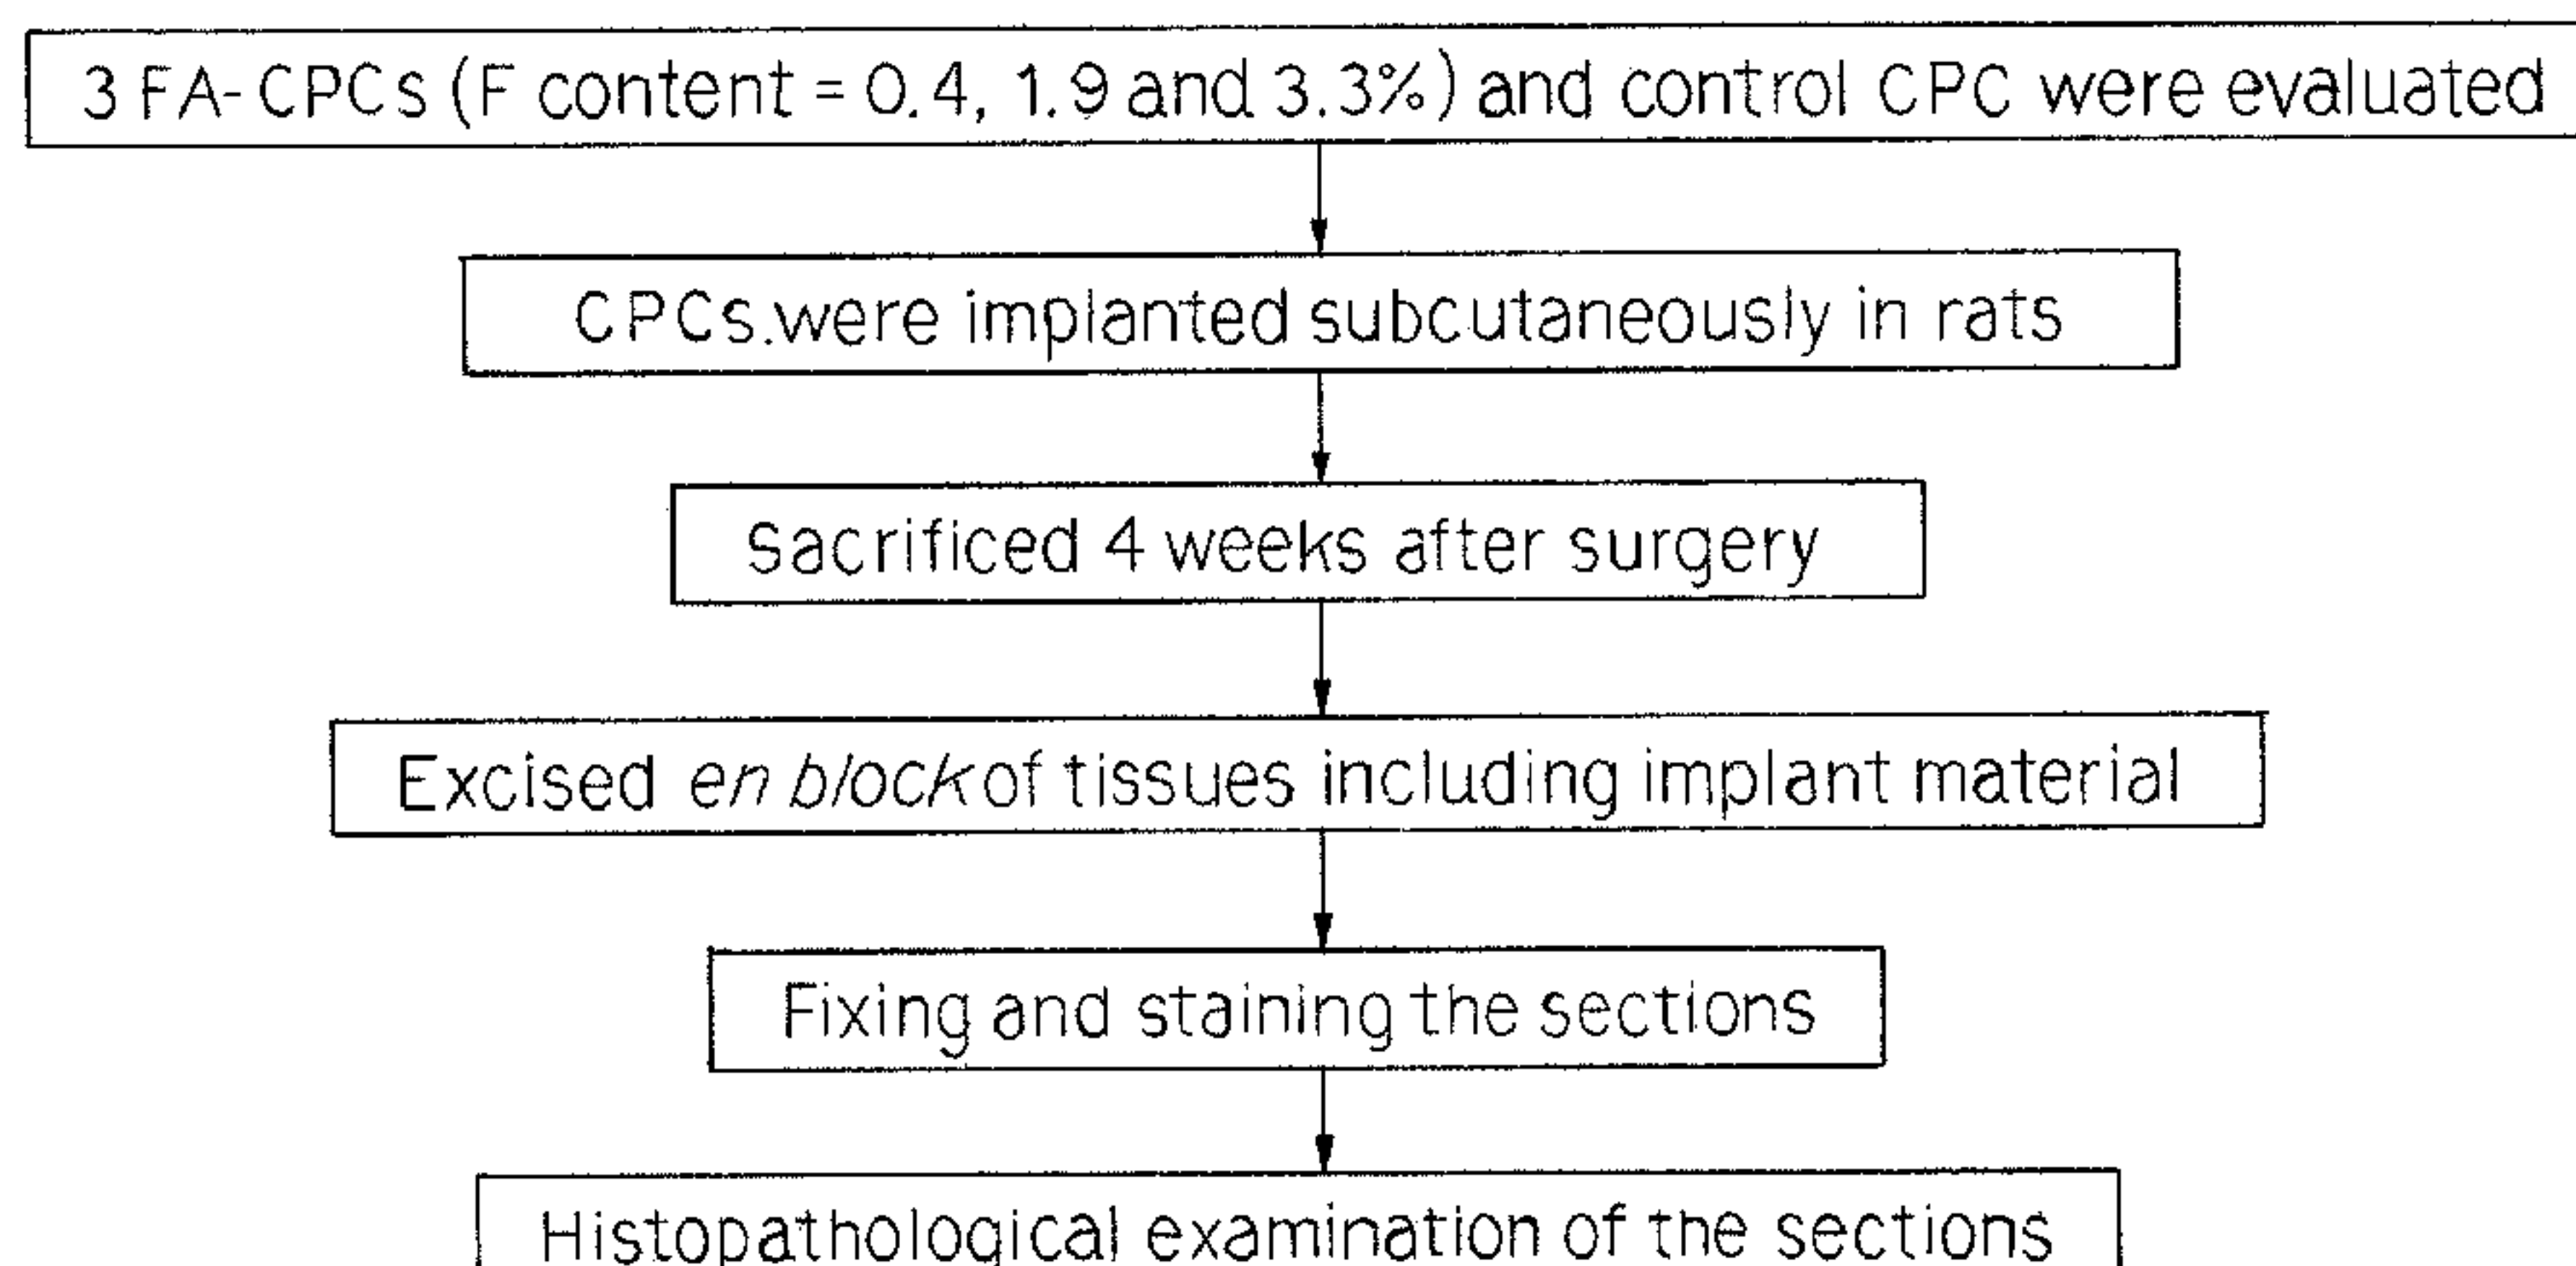 3 FA-CPCs (F content = 0.4, 1.9 and 3.3%) and control CPC were evaluated
CPCs.were implanted subcutaneously in rats
Sacrificed 4 weeks after surgery
Excised en block of tissues including implant material
Fixing and staining the sections
Histopathological examination of the sections